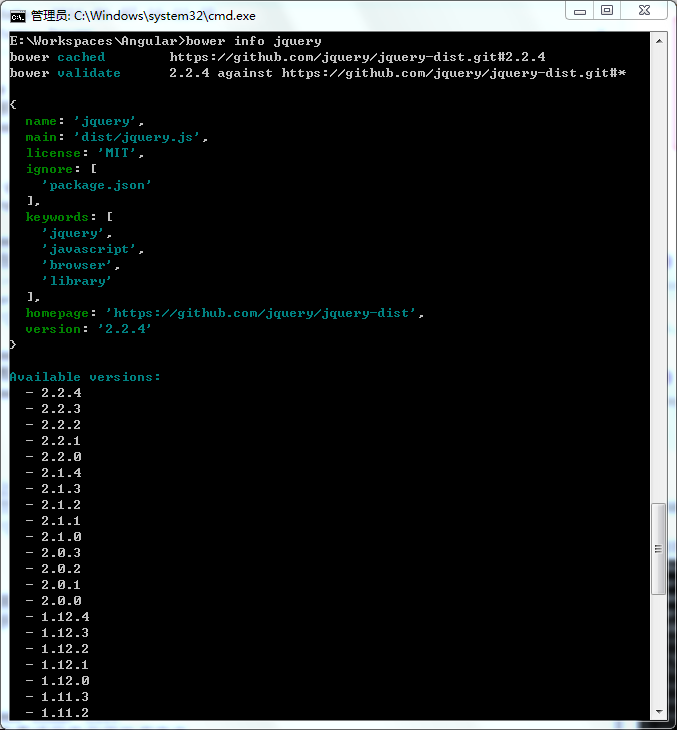 管理员: C:\Windows\system32\cmd.exe
E:\Workspaces\Angular>bower info jquery
bower cached        https://github.com/jquery/jquery-dist.git#2.2.4
bower validate      2.2.4 against https://github.com/jquery/jquery-dist.git#*
{
  name: 'jquery',
  main: 'dist/jquery.js',
  license: 'MIT',
  ignore: [
    'package.json'
  ],
  keywords: [
    'jquery',
    'javascript',
    'browser',
    'library'
  ],
  homepage: 'https://github.com/jquery/jquery-dist',
  version: '2.2.4'
}
Available versions:
  - 2.2.4
  - 2.2.3
  - 2.2.2
  - 2.2.1
  - 2.2.0
  - 2.1.4
  - 2.1.3
  - 2.1.2
  - 2.1.1
  - 2.1.0
  - 2.0.3
  - 2.0.2
  - 2.0.1
  - 2.0.0
  - 1.12.4
  - 1.12.3
  - 1.12.2
  - 1.12.1
  - 1.12.0
  - 1.11.3
  - 1.11.2